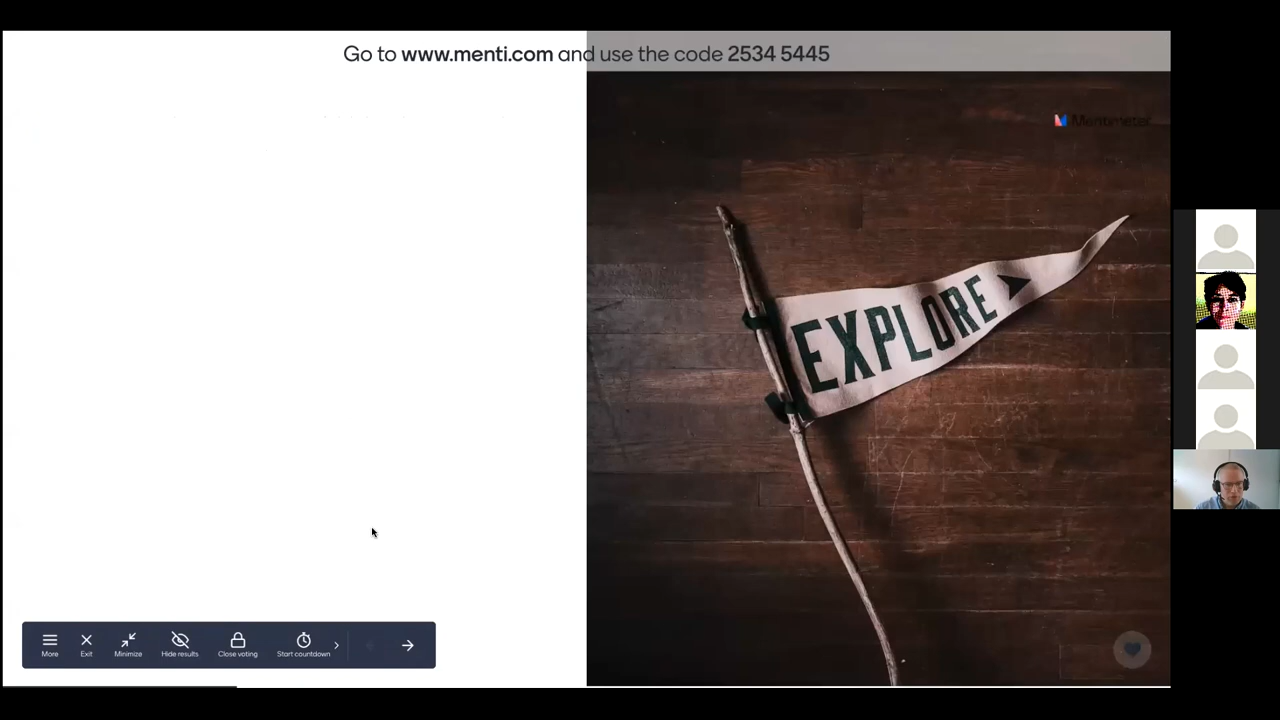 Go to www.menti.com and use the code 2534 5445
Mentimeter
EXPLORE
More
Exit
Minimize
Hide results
Close voting
Start countdown